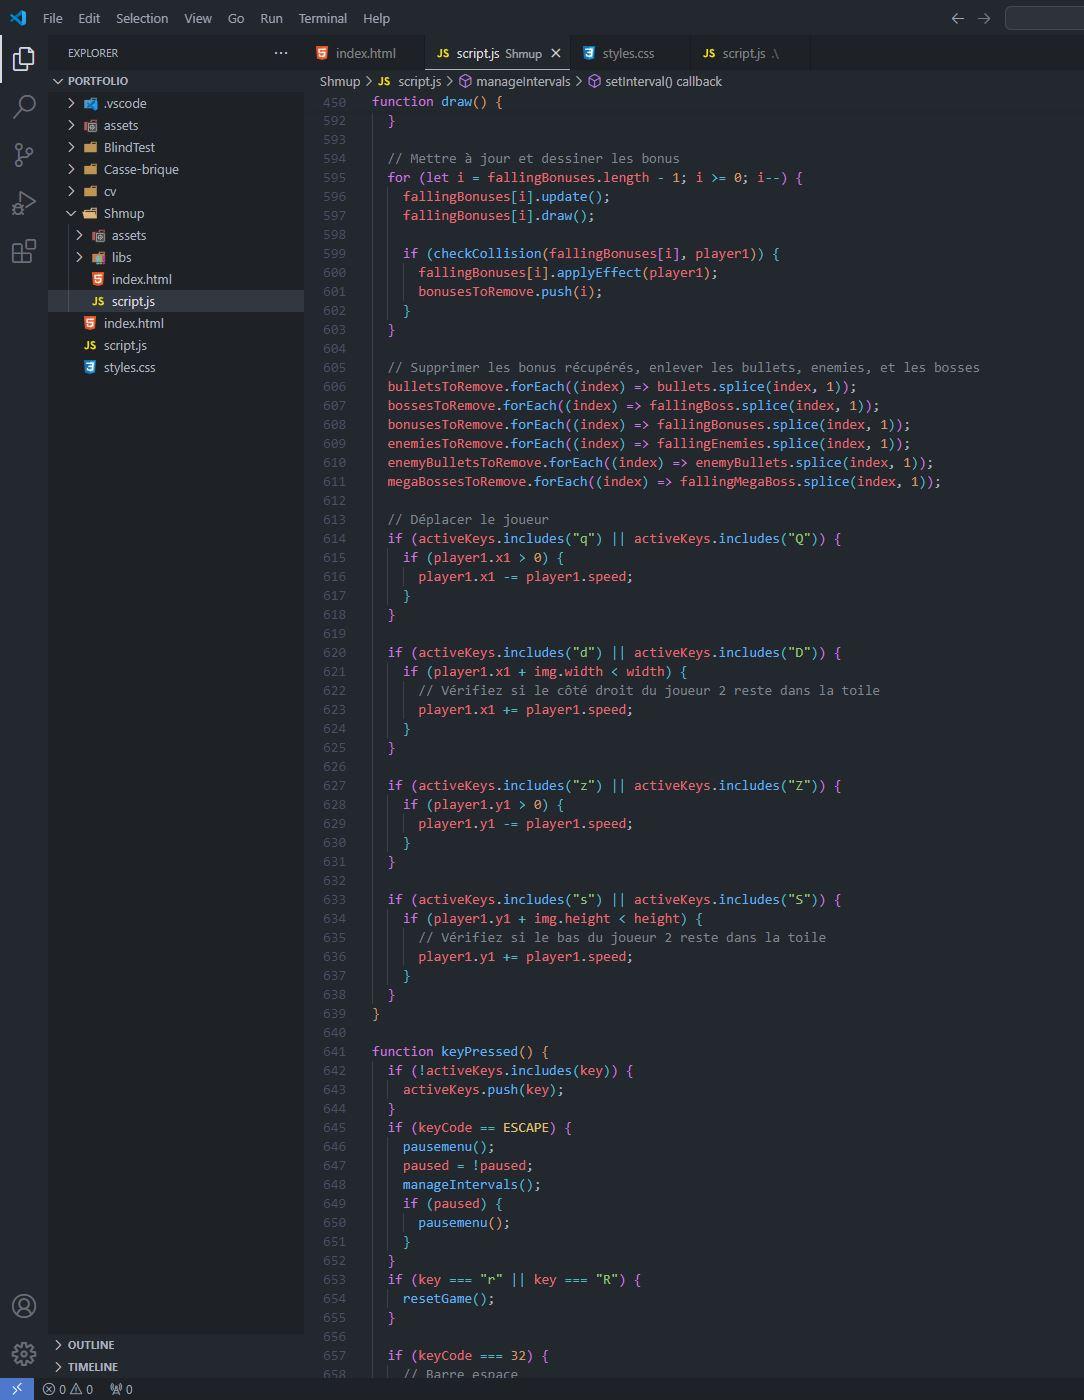 File Edit Selection View Go Run Terminal Help
EXPLORER ...
PORTFOLIO
.vscode
assets
BlindTest
Casse-brique
cv
Shmup
assets
libs
index.html
JS script.js
index.html
JS script.js
styles.css
OUTLINE
TIMELINE
index.html JS script.js Shmup styles.css JS script.js .\
Shmup > JS script.js > manageIntervals > setInterval() callback
450 function draw() {
592 }
593
594 // Mettre à jour et dessiner les bonus
595 for (let i = fallingBonuses.length - 1; i >= 0; i--) {
596 fallingBonuses[i].update();
597 fallingBonuses[i].draw();
598
599 if (checkCollision(fallingBonuses[i], player1)) {
600 fallingBonuses[i].applyEffect(player1);
601 bonusesToRemove.push(i);
602 }
603 }
604
605 // Supprimer les bonus récupérés, enlever les bullets, enemies, et les bosses
606 bulletsToRemove.forEach((index) => bullets.splice(index, 1));
607 bossesToRemove.forEach((index) => fallingBoss.splice(index, 1));
608 bonusesToRemove.forEach((index) => fallingBonuses.splice(index, 1));
609 enemiesToRemove.forEach((index) => fallingEnemies.splice(index, 1));
610 enemyBulletsToRemove.forEach((index) => enemyBullets.splice(index, 1));
611 megaBossesToRemove.forEach((index) => fallingMegaBoss.splice(index, 1));
612
613 // Déplacer le joueur
614 if (activeKeys.includes("q") || activeKeys.includes("Q")) {
615 if (player1.x1 > 0) {
616 player1.x1 -= player1.speed;
617 }
618 }
619
620 if (activeKeys.includes("d") || activeKeys.includes("D")) {
621 if (player1.x1 + img.width < width) {
622 // Vérifiez si le côté droit du joueur 2 reste dans la toile
623 player1.x1 += player1.speed;
624 }
625 }
626
627 if (activeKeys.includes("z") || activeKeys.includes("Z")) {
628 if (player1.y1 > 0) {
629 player1.y1 -= player1.speed;
630 }
631 }
632
633 if (activeKeys.includes("s") || activeKeys.includes("S")) {
634 if (player1.y1 + img.height < height) {
635 // Vérifiez si le bas du joueur 2 reste dans la toile
636 player1.y1 += player1.speed;
637 }
638 }
639 }
640
641 function keyPressed() {
642 if (!activeKeys.includes(key)) {
643 activeKeys.push(key);
644 }
645 if (keyCode == ESCAPE) {
646 pausemenu();
647 paused = !paused;
648 manageIntervals();
649 if (paused) {
650 pausemenu();
651 }
652 }
653 if (key === "r" || key === "R") {
654 resetGame();
655 }
656
657 if (keyCode === 32) {
658 // Barre espace
0 0 0